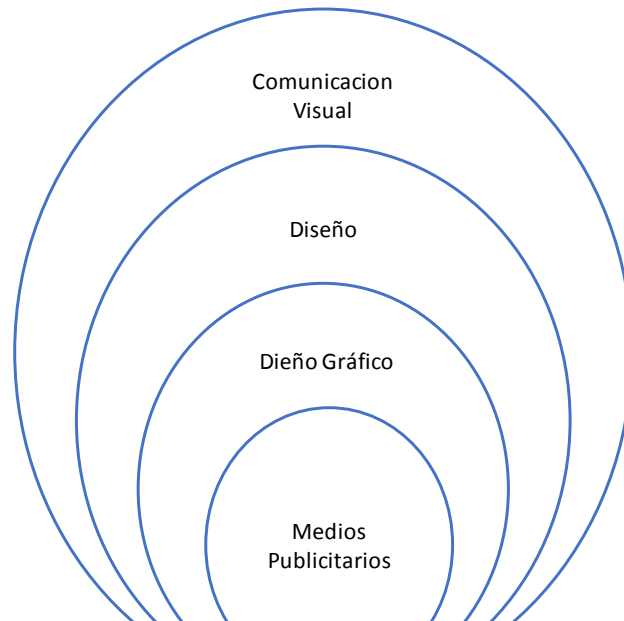 Comunicacion
Visual
Diseño
Dieño Gráfico
Medios
Publicitarios